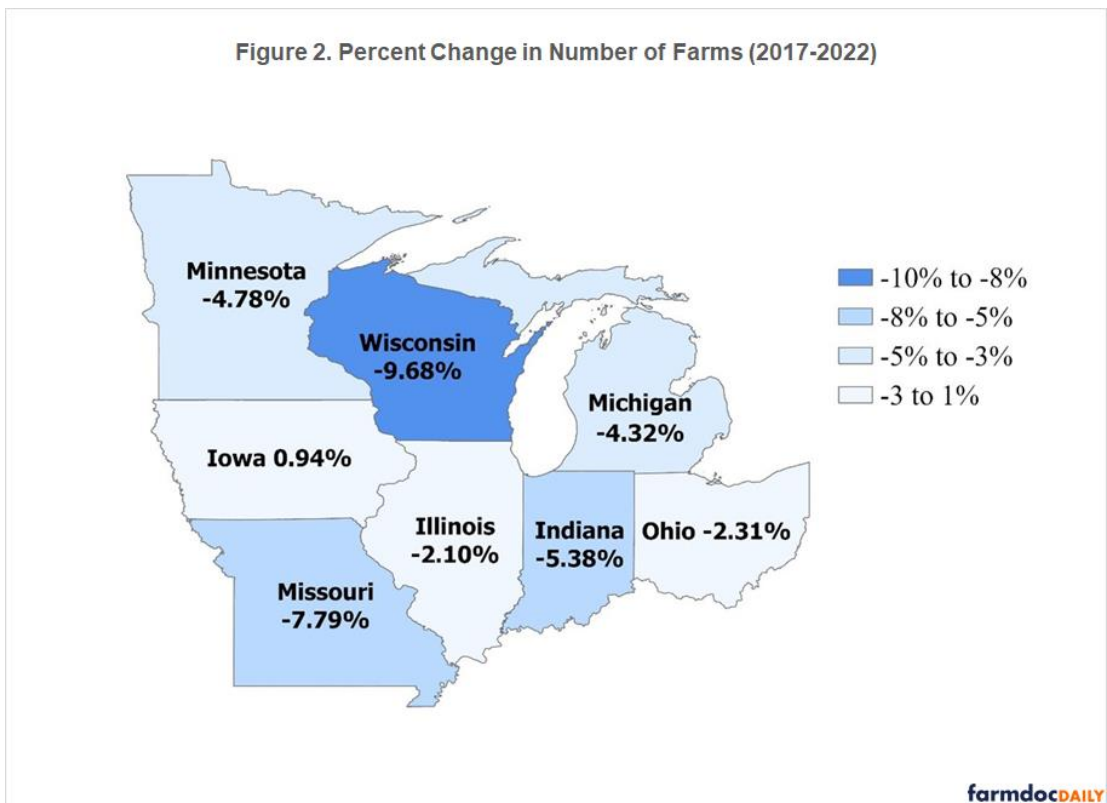 Figure 2. Percent Change in Number of Farms (2017-2022)
Minnesota
-4.78%
Wisconsin
-9.68%
Michigan
-4.32%
Iowa 0.94%
Illinois
-2.10%
Indiana
-5.38%
Ohio -2.31%
Missouri
-7.79%
-10% to -8%
-8% to -5%
-5% to -3%
-3 to 1%
farmdocDAILY